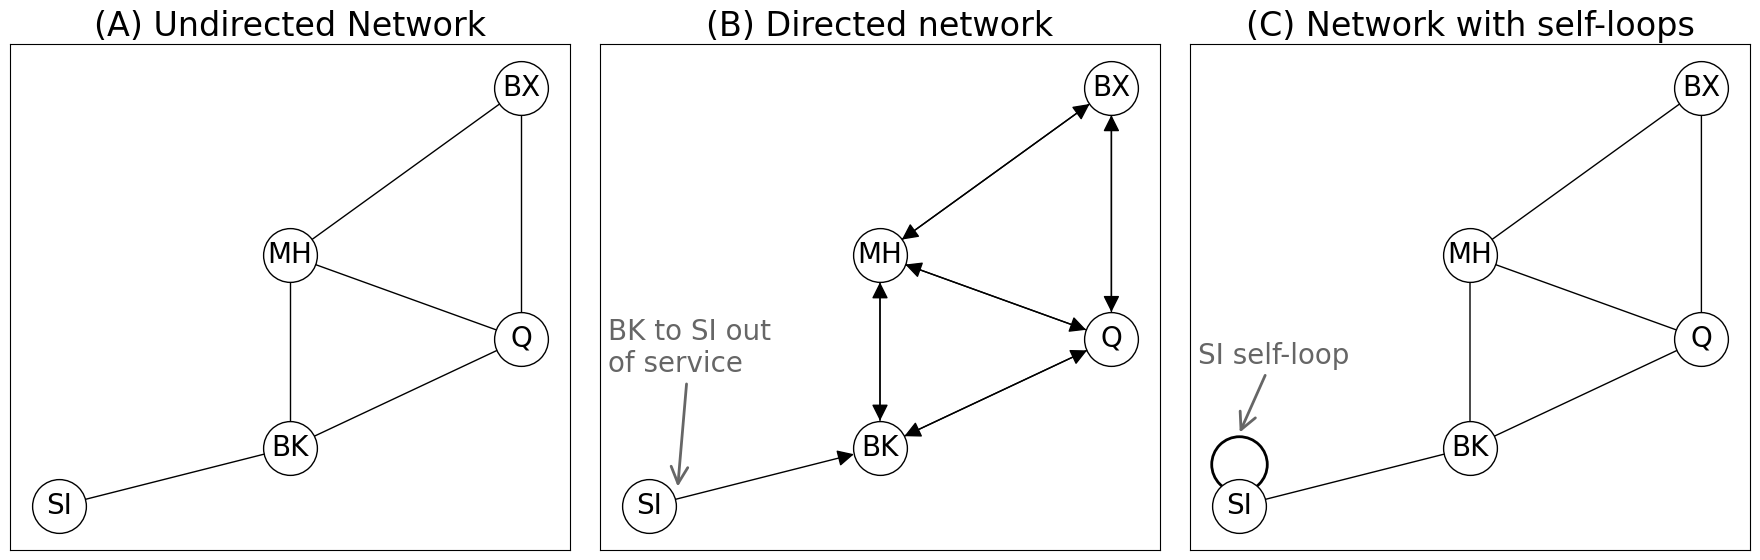 (A) Undirected Network
BX
MH
Q
BK
SI
(B) Directed network
BX
MH
BK to SI out
of service
Q
BK
SI
(C) Network with self-loops
BX
MH
Q
SI self-loop
BK
SI